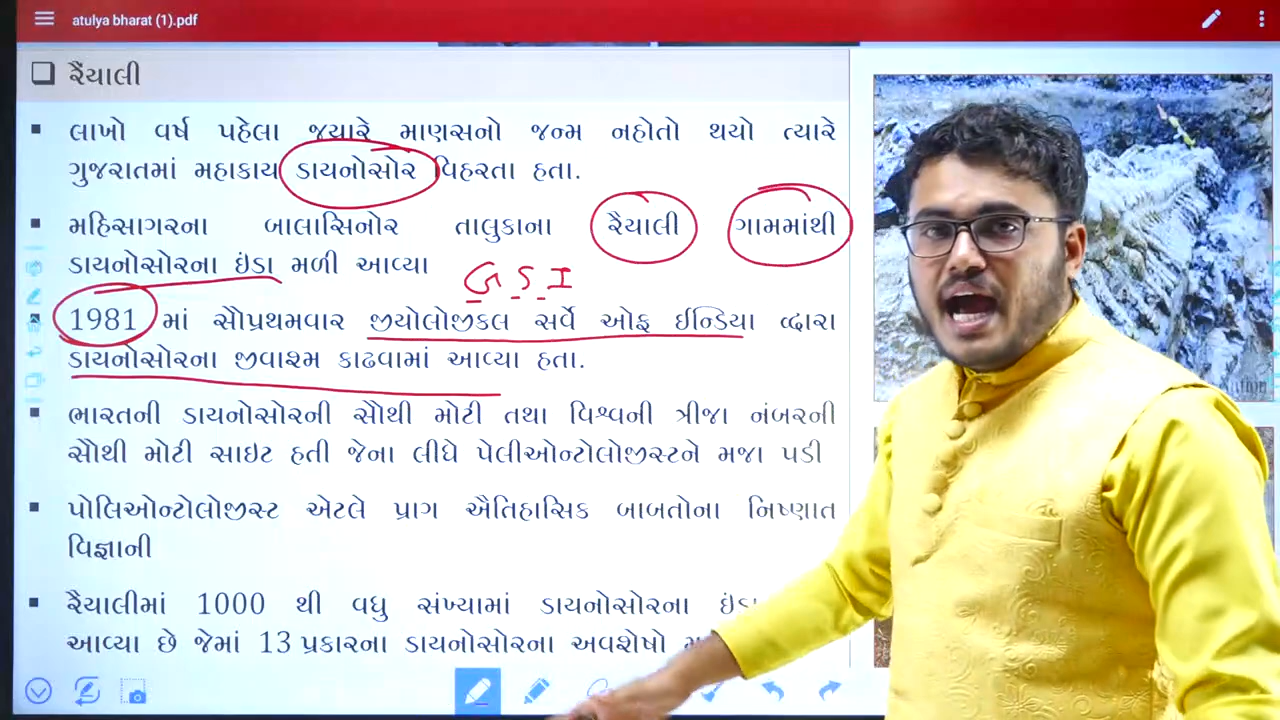 atulya bharat (1).pdf
રૈંયાલી
લાખો વર્ષ પહેલા જ્યારે માણસનો જન્મ નહોતો થયો ત્યારે
ગુજરાતમાં મહાકાય ડાયનોસોર વિહરતા હતા.
મહિસાગરના બાલાસિનોર તાલુકાના રૈયાલી ગામમાંથી
ડાયનોસોરના ઇંડા મળી આવ્યા
GSI
1981 માં સૌપ્રથમવાર જીયોલોજીકલ સર્વે ઓફ ઈન્ડિયા દ્વારા
ડાયનોસોરના જીવાશ્મ કાઢવામાં આવ્યા હતા.
ભારતની ડાયનોસોરની સૌથી મોટી તથા વિશ્વની ત્રીજા નંબરની
સૌથી મોટી સાઇટ હતી જેના લીધે પેલીઓન્ટોલોજીસ્ટને મજા પડી
પોલિઓન્ટોલોજીસ્ટ એટલે પ્રાગ ઐતિહાસિક બાબતોના નિષ્ણાત
વિજ્ઞાની
રૈયાલીમાં 1000 થી વધુ સંખ્યામાં ડાયનોસોરના
આવ્યા છે જેમાં 13 પ્રકારના ડાયનોસોરના અવશેષો